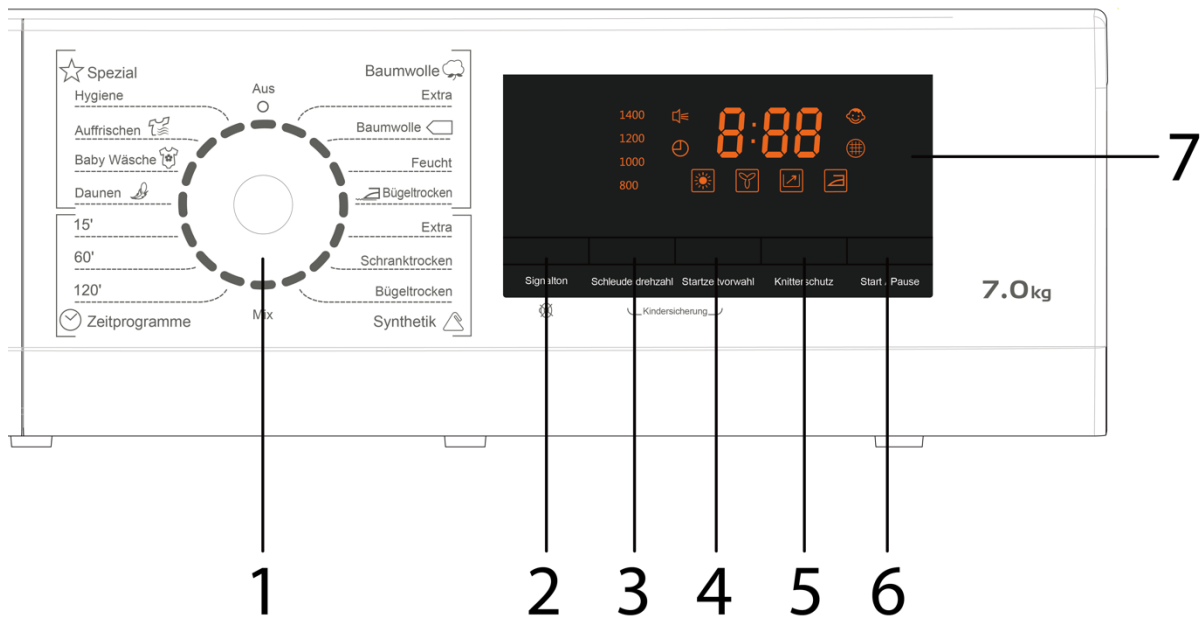 Spezial
Hygiene
Auffrischen
Baby Wäsche
Daunen
15'
60'
120'
Zeitprogramme
Aus
Mix
Baumwolle
Extra
Baumwolle
Feucht
Bügeltrocken
Extra
Schranktrocken
Bügeltrocken
Synthetik
1400
1200
1000
800
8:88
Signalton
Schleuderdrehzahl
Startzeitvorwahl
Knitterschutz
Start / Pause
Kindersicherung
7.0kg
7
1
2
3
4
5
6